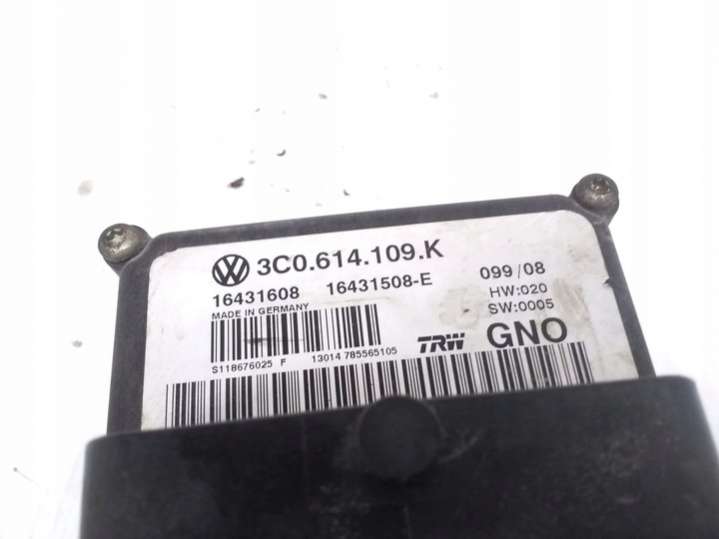 3C0.614.109.K
16431608 16431508-E 099/08
MADE IN GERMANY HW:020
SW:0005
TRW GNO
S118676025 F 13014 785565105